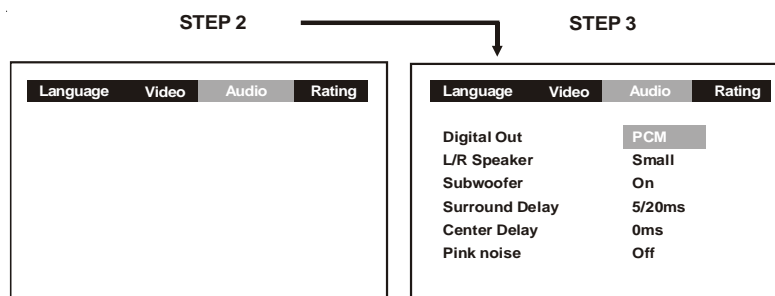 STEP 2 STEP 3
Language Video Audio Rating
Language Video Audio Rating
Digital Out PCM
L/R Speaker Small
Subwoofer On
Surround Delay 5/20ms
Center Delay 0ms
Pink noise Off